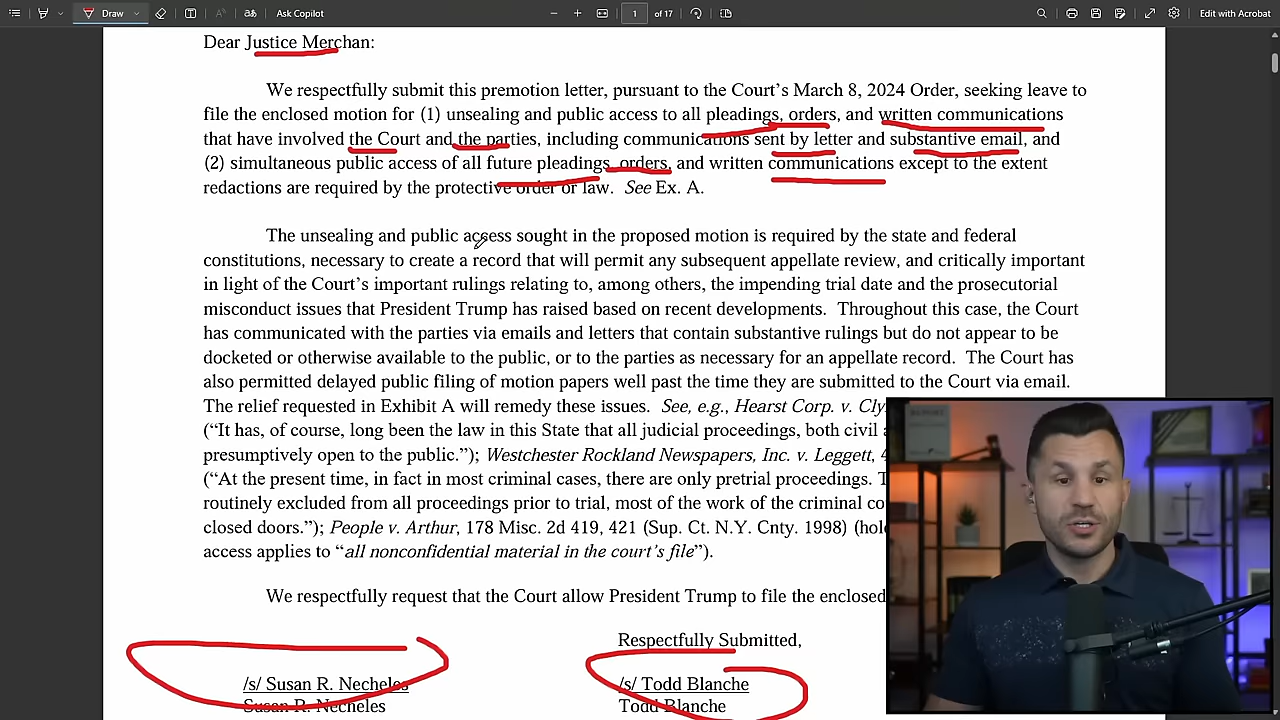 Draw
Ask Copilot
1 of 17
Edit with Acrobat
Dear Justice Merchan:
We respectfully submit this premotion letter, pursuant to the Court's March 8, 2024 Order, seeking leave to
file the enclosed motion for (1) unsealing and public access to all pleadings, orders, and written communications
that have involved the Court and the parties, including communications sent by letter and substantive email, and
(2) simultaneous public access of all future pleadings, orders, and written communications except to the extent
redactions are required by the protective order or law. See Ex. A.
The unsealing and public access sought in the proposed motion is required by the state and federal
constitutions, necessary to create a record that will permit any subsequent appellate review, and critically important
in light of the Court's important rulings relating to, among others, the impending trial date and the prosecutorial
misconduct issues that President Trump has raised based on recent developments. Throughout this case, the Court
has communicated with the parties via emails and letters that contain substantive rulings but do not appear to be
docketed or otherwise available to the public, or to the parties as necessary for an appellate record. The Court has
also permitted delayed public filing of motion papers well past the time they are submitted to the Court via email.
The relief requested in Exhibit A will remedy these issues. See, e.g., Hearst Corp. v. Cly
("It has, of course, long been the law in this State that all judicial proceedings, both civil a
presumptively open to the public."); Westchester Rockland Newspapers, Inc. v. Leggett, 4
("At the present time, in fact in most criminal cases, there are only pretrial proceedings. T
routinely excluded from all proceedings prior to trial, most of the work of the criminal co
closed doors."); People v. Arthur, 178 Misc. 2d 419, 421 (Sup. Ct. N.Y. Cnty. 1998) (hol
access applies to "all nonconfidential material in the court's file").
We respectfully request that the Court allow President Trump to file the enclosed
Respectfully Submitted,
/s/ Susan R. Necheles /s/ Todd Blanche
Susan R. Necheles Todd Blanche